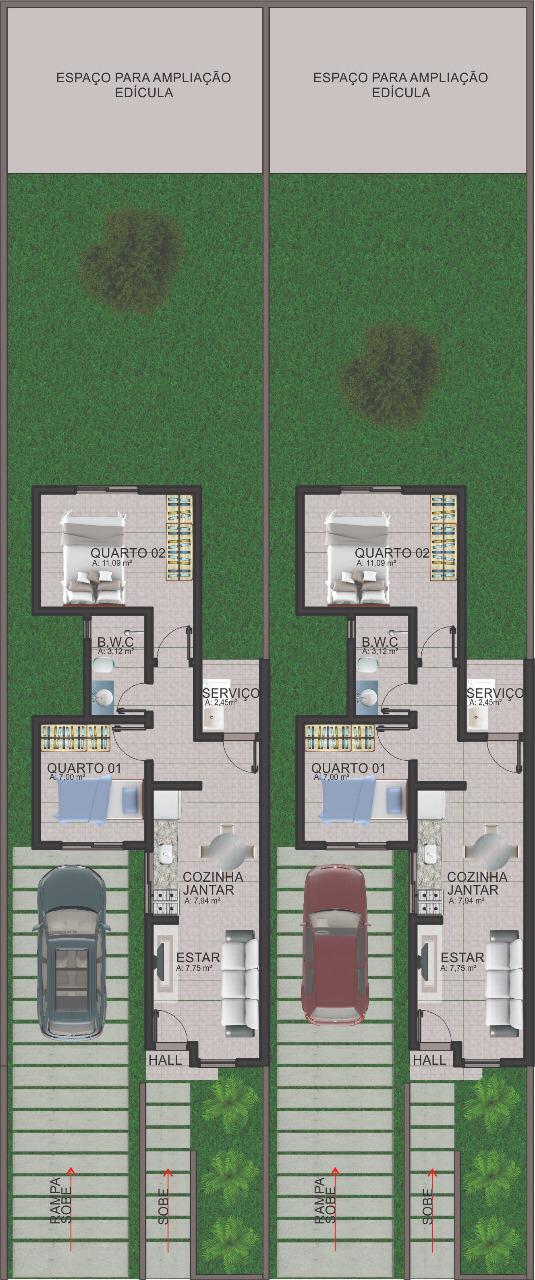 ESPAÇO PARA AMPLIAÇÃO
EDÍCULA
ESPAÇO PARA AMPLIAÇÃO
EDÍCULA
QUARTO 02
A: 11,09 m²
QUARTO 02
A: 11,09 m²
B.W.C
A: 3,12 m²
B.W.C
A: 3,12 m²
SERVIÇO
A: 2,45m²
SERVIÇO
A: 2,45m²
QUARTO 01
A: 7,00 m²
QUARTO 01
A: 7,00 m²
COZINHA
JANTAR
A: 7,94 m²
COZINHA
JANTAR
A: 7,94 m²
ESTAR
A: 7,75 m²
ESTAR
A: 7,75 m²
HALL
HALL
RAMPA
SOBE
SOBE
RAMPA
SOBE
SOBE